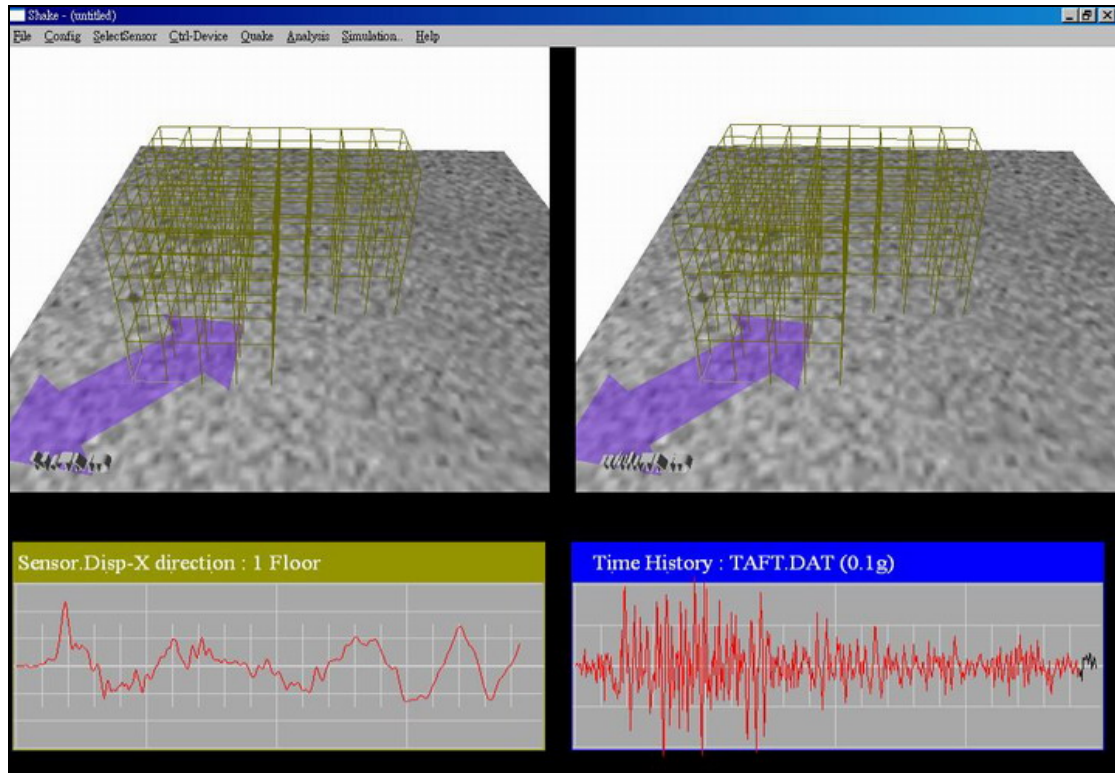 Shake - (untitled)
File Config SelectSensor Ctrl-Device Quake Analysis Simulation.. Help
Sensor.Disp-X direction : 1 Floor
Time History : TAFT.DAT (0.1g)